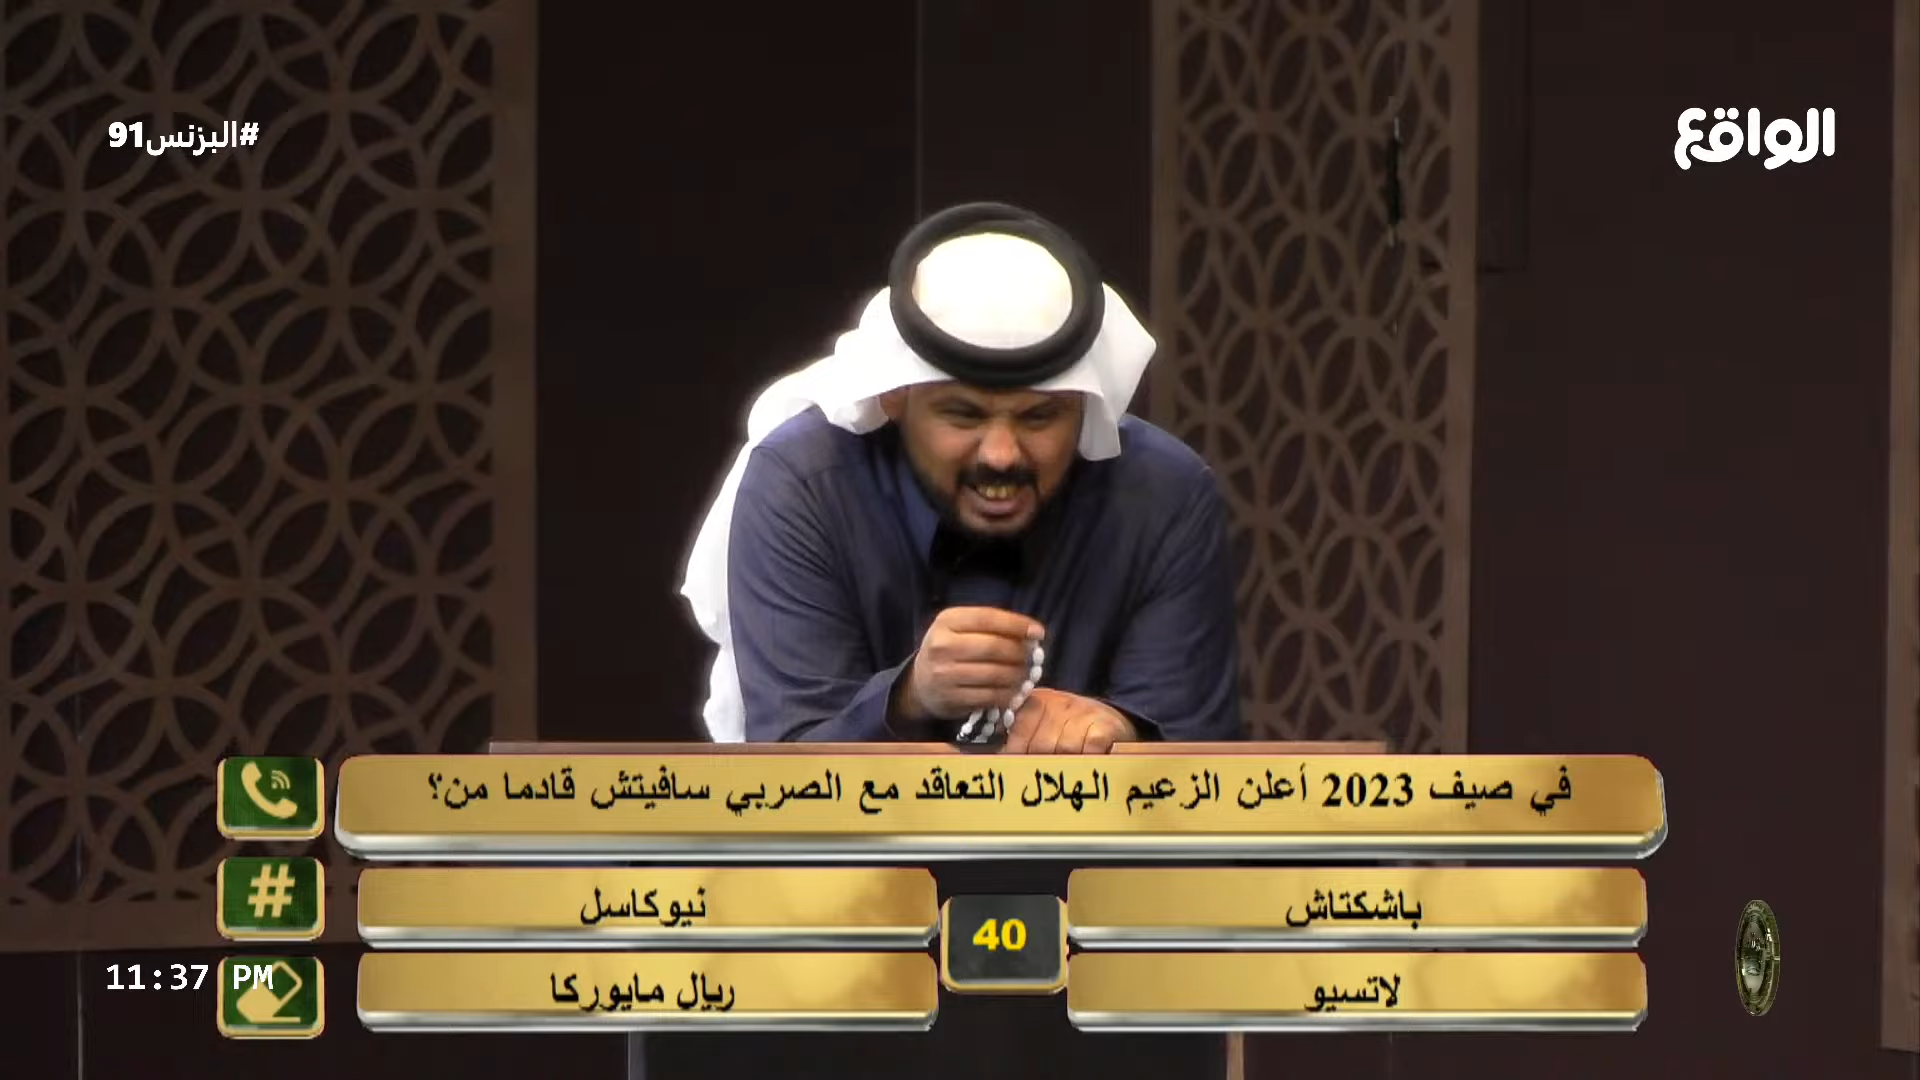 #البزنس91
الواقع
في صيف 2023 أعلن الزعيم الهلال التعاقد مع الصربي سافيتش قادما من؟
باشكتاش
نيوكاسل
#
40
لاتسيو
ريال مايوركا
11:37 PM